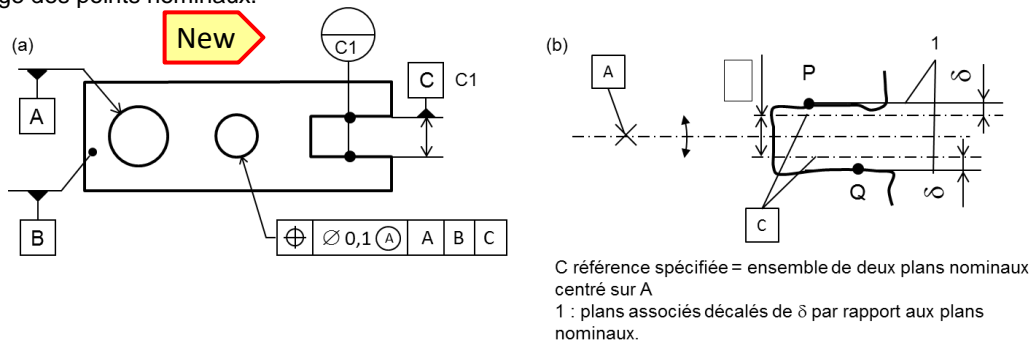 ge des points nominaux.
New
(a)
C1
C
C1
A
B
⌖ ∅ 0,1 Ⓐ A B C
(b)
1
A
P
δ
Q
δ
C
C référence spécifiée = ensemble de deux plans nominaux
centré sur A
1 : plans associés décalés de δ par rapport aux plans
nominaux.